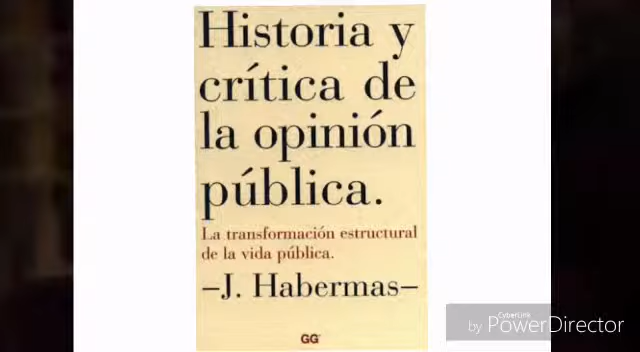 Historia y
crítica de
la opinión
pública.
La transformación estructural
de la vida pública.
–J. Habermas–
GG
CyberLink
by PowerDirector